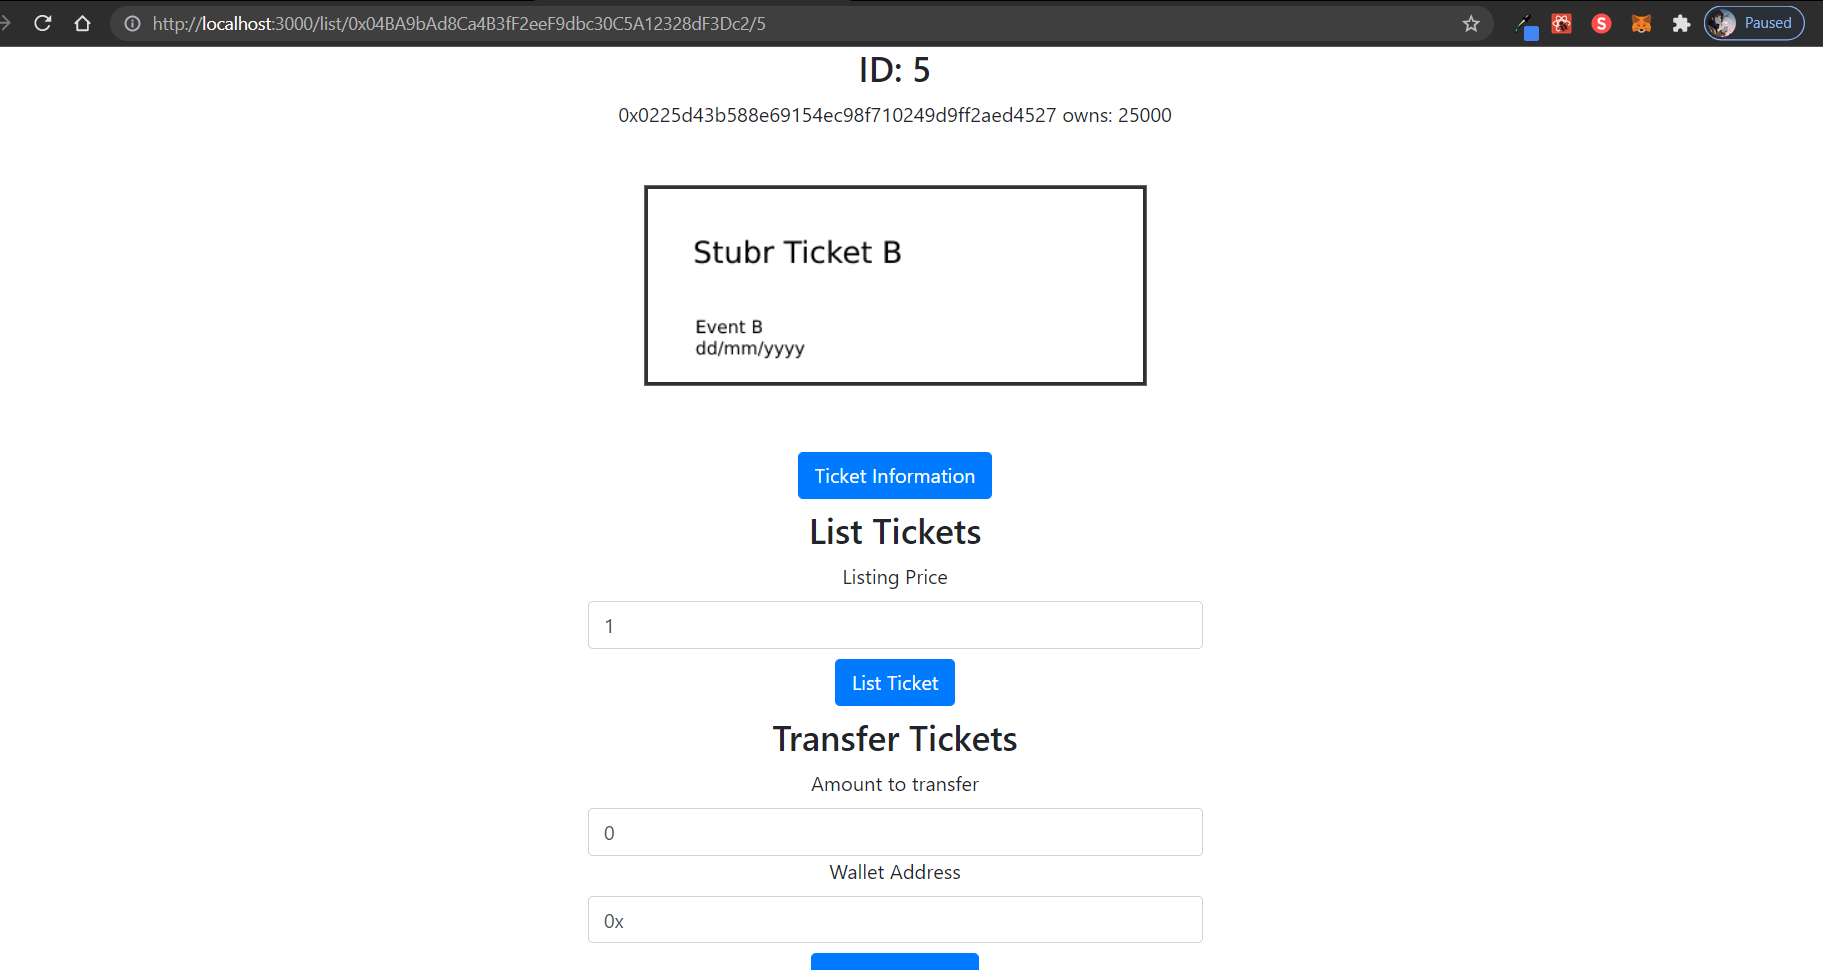 http://localhost:3000/list/0x04BA9bAd8Ca4B3fF2eeF9dbc30C5A12328dF3Dc2/5
S
Paused
ID: 5
0x0225d43b588e69154ec98f710249d9ff2aed4527 owns: 25000
Stubr Ticket B
Event B
dd/mm/yyyy
Ticket Information
List Tickets
Listing Price
1
List Ticket
Transfer Tickets
Amount to transfer
0
Wallet Address
0x